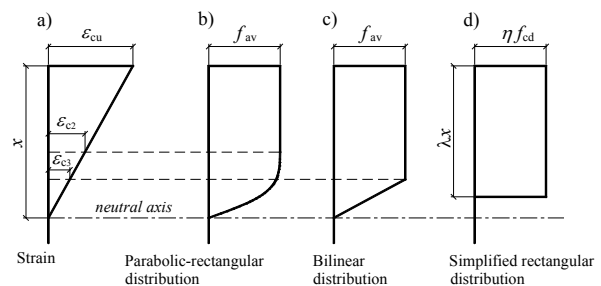 a) b) c) d)
εcu fav fav ηfcd
εc2
εc3
x
λx
neutral axis
Strain
Parabolic-rectangular
distribution
Bilinear
distribution
Simplified rectangular
distribution